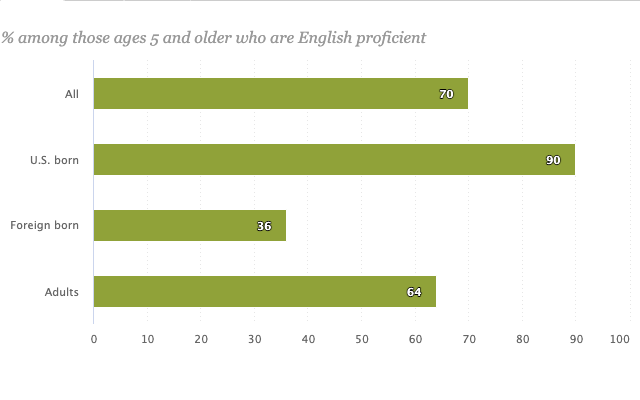 % among those ages 5 and older who are English proficient
All 70
U.S. born 90
Foreign born 36
Adults 64
0 10 20 30 40 50 60 70 80 90 100